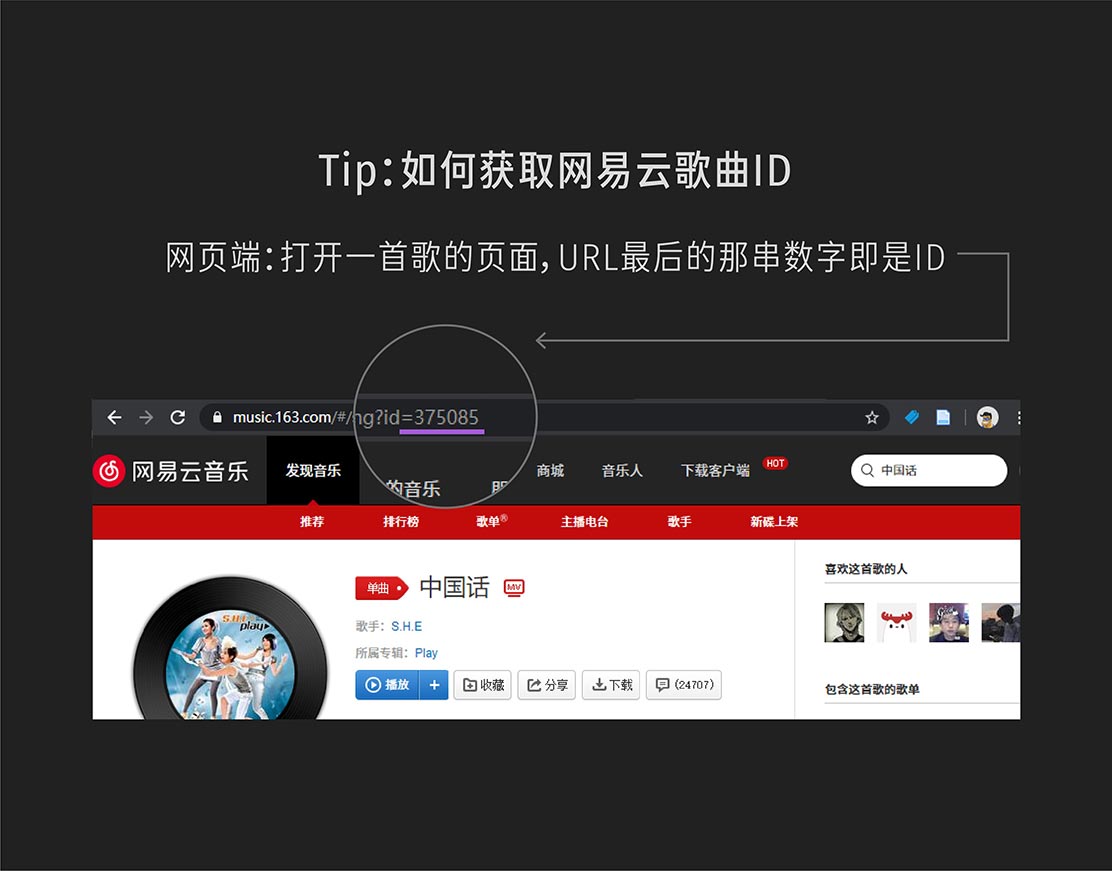 Tip：如何获取网易云歌曲ID
网页端：打开一首歌的页面，URL最后的那串数字即是ID
music.163.com/#/
ng?id=375085
网易云音乐
发现音乐
的音乐
商城
音乐人
下载客户端
HOT
中国话
推荐
排行榜
歌单®
主播电台
歌手
新碟上架
单曲
中国话
MV
歌手：S.H.E
所属专辑：Play
播放
+
收藏
分享
下载
(24707)
S.H.E
play
喜欢这首歌的人
包含这首歌的歌单